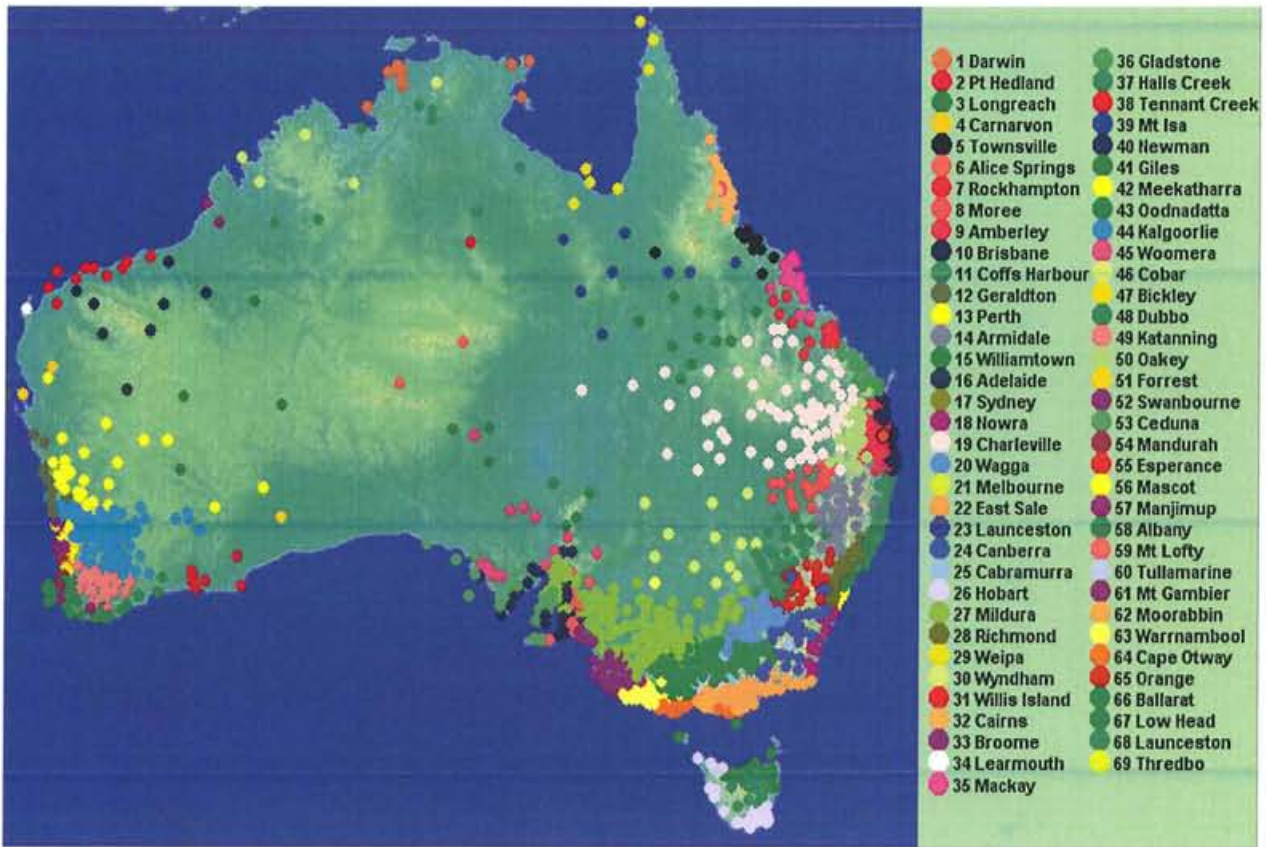 1 Darwin
2 Pt Hedland
3 Longreach
4 Carnarvon
5 Townsville
6 Alice Springs
7 Rockhampton
8 Moree
9 Amberley
10 Brisbane
11 Coffs Harbour
12 Geraldton
13 Perth
14 Armidale
15 Williamtown
16 Adelaide
17 Sydney
18 Nowra
19 Charleville
20 Wagga
21 Melbourne
22 East Sale
23 Launceston
24 Canberra
25 Cabramurra
26 Hobart
27 Mildura
28 Richmond
29 Weipa
30 Wyndham
31 Willis Island
32 Cairns
33 Broome
34 Learmouth
35 Mackay
36 Gladstone
37 Halls Creek
38 Tennant Creek
39 Mt Isa
40 Newman
41 Giles
42 Meekatharra
43 Oodnadatta
44 Kalgoorlie
45 Woomera
46 Cobar
47 Bickley
48 Dubbo
49 Katanning
50 Oakey
51 Forrest
52 Swanbourne
53 Ceduna
54 Mandurah
55 Esperance
56 Mascot
57 Manjimup
58 Albany
59 Mt Lofty
60 Tullamarine
61 Mt Gambier
62 Moorabbin
63 Warrnambool
64 Cape Otway
65 Orange
66 Ballarat
67 Low Head
68 Launceston
69 Thredbo